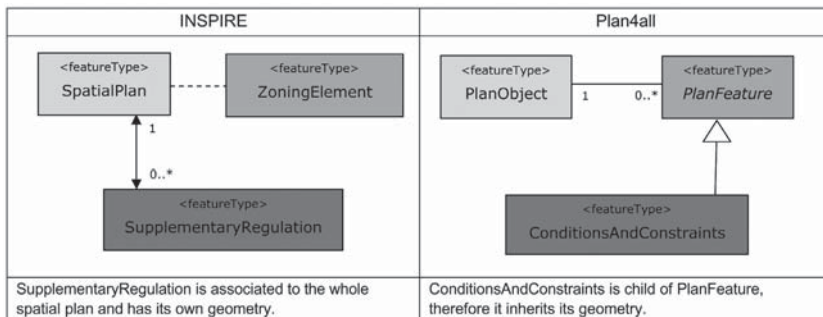 INSPIRE
Plan4all
<featureType>
SpatialPlan
<featureType>
ZoningElement
1
0..*
<featureType>
SupplementaryRegulation
<featureType>
PlanObject
1
0..*
<featureType>
PlanFeature
<featureType>
ConditionsAndConstraints
SupplementaryRegulation is associated to the whole
spatial plan and has its own geometry.
ConditionsAndConstraints is child of PlanFeature,
therefore it inherits its geometry.